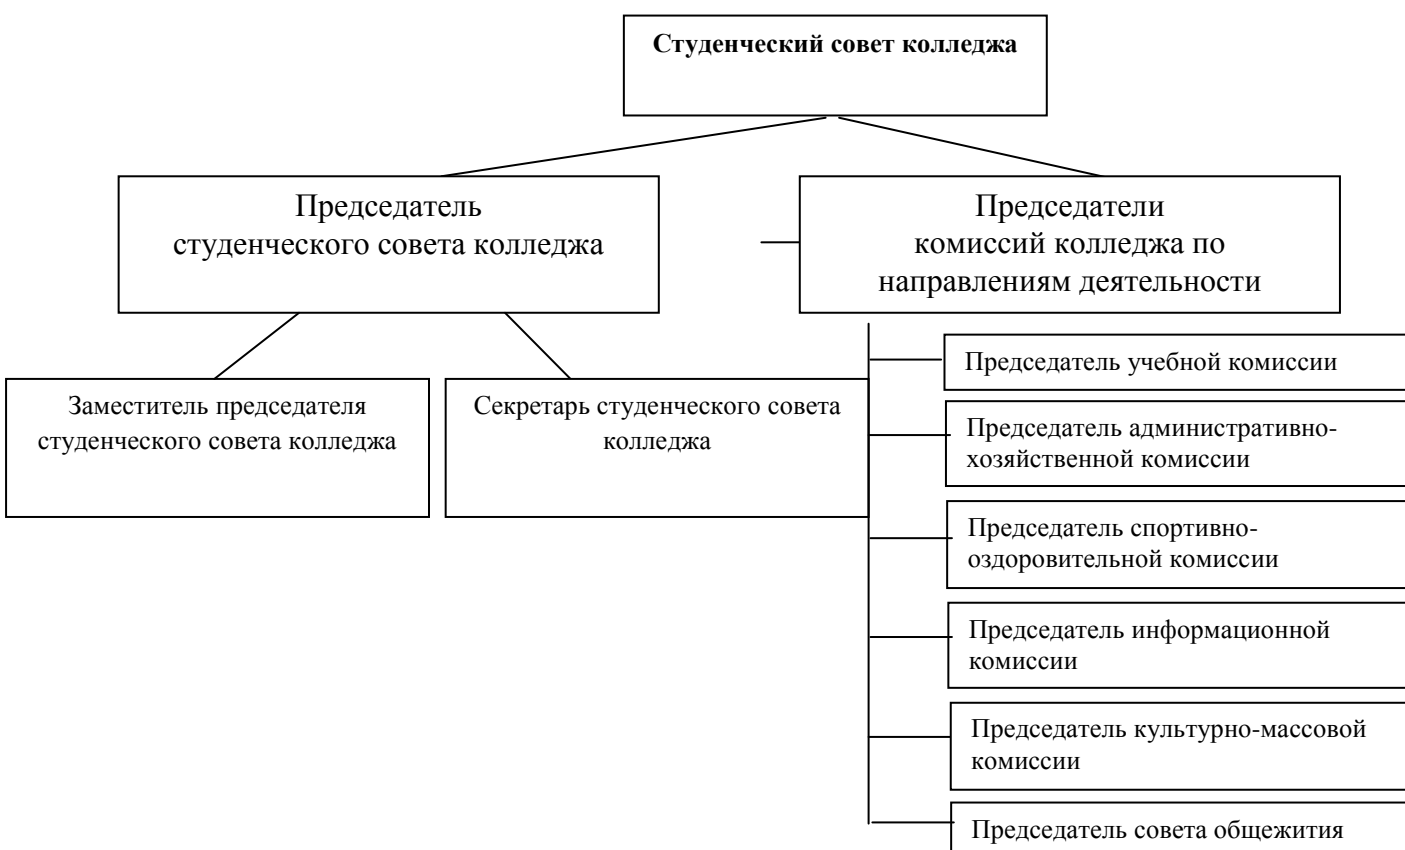 Студенческий совет колледжа
Председатель
студенческого совета колледжа
Председатели
комиссий колледжа по
направлениям деятельности
Заместитель председателя
студенческого совета колледжа
Секретарь студенческого совета
колледжа
Председатель учебной комиссии
Председатель административно-
хозяйственной комиссии
Председатель спортивно-
оздоровительной комиссии
Председатель информационной
комиссии
Председатель культурно-массовой
комиссии
Председатель совета общежития